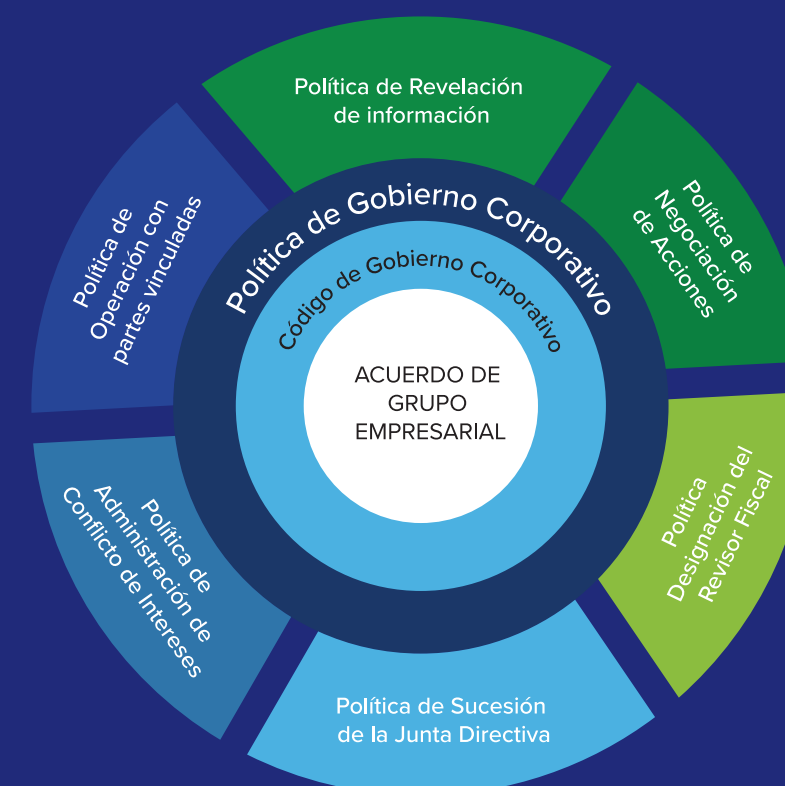 Política de Revelación
de información
Política de
Negociación
de Acciones
Política
Designación del
Revisor Fiscal
Política de Sucesión
de la Junta Directiva
Política de
Administración de
Conflicto de Intereses
Política de
Operación con
partes vinculadas
Política de Gobierno Corporativo
Código de Gobierno Corporativo
ACUERDO DE
GRUPO
EMPRESARIAL